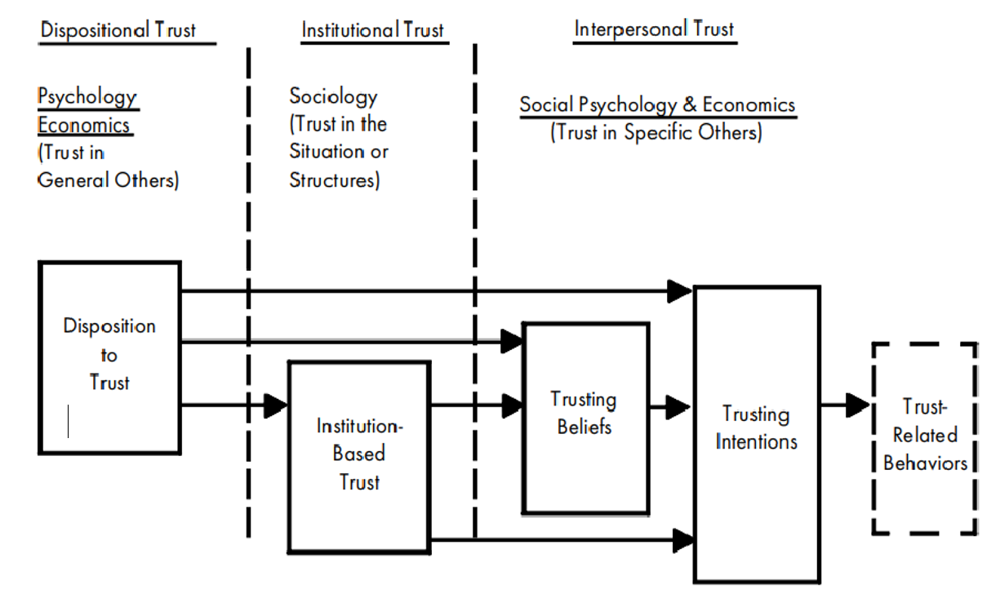 Dispositional Trust
Institutional Trust
Interpersonal Trust
Psychology
Economics
(Trust in
General Others)
Sociology
(Trust in the
Situation or
Structures)
Social Psychology & Economics
(Trust in Specific Others)
Disposition
to
Trust
Institution-
Based
Trust
Trusting
Beliefs
Trusting
Intentions
Trust-
Related
Behaviors